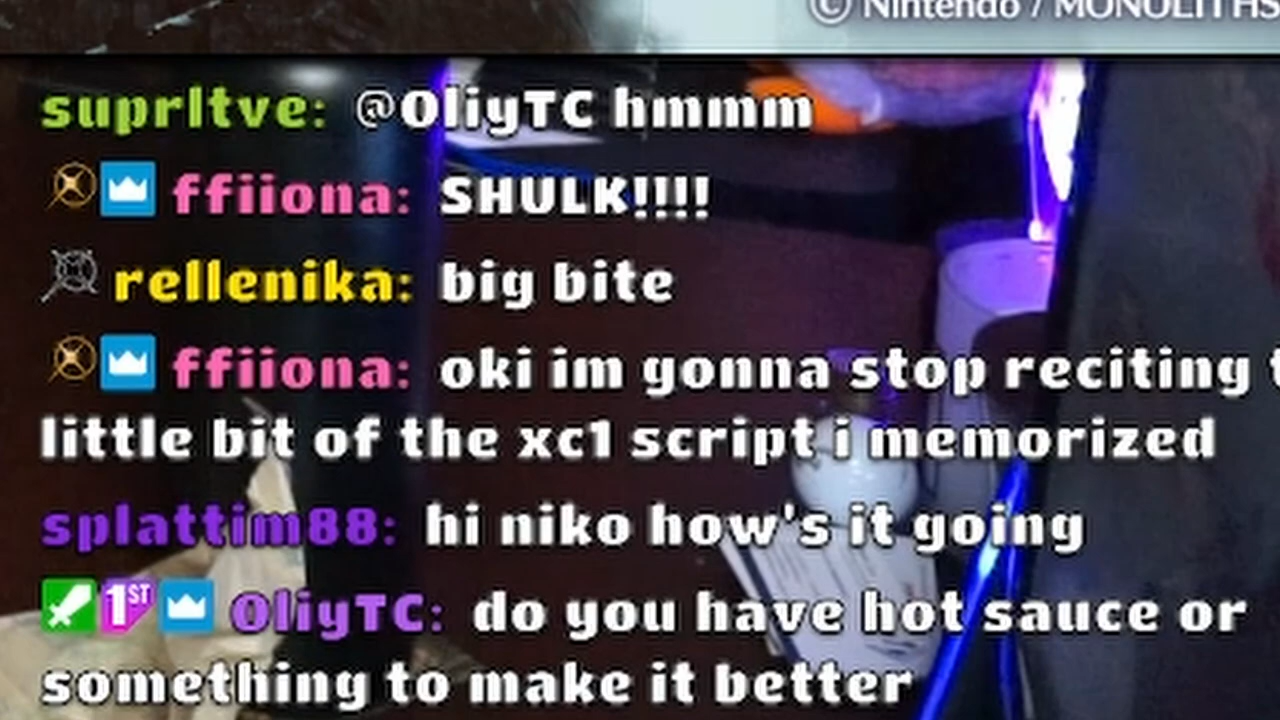 © Nintendo / MONOLITHS
suprltve: @OliyTC hmmm
ffiiona: SHULK!!!!
rellenika: big bite
ffiiona: oki im gonna stop reciting
little bit of the xc1 script i memorized
splattim88: hi niko how's it going
1ST OliyTC: do you have hot sauce or
something to make it better